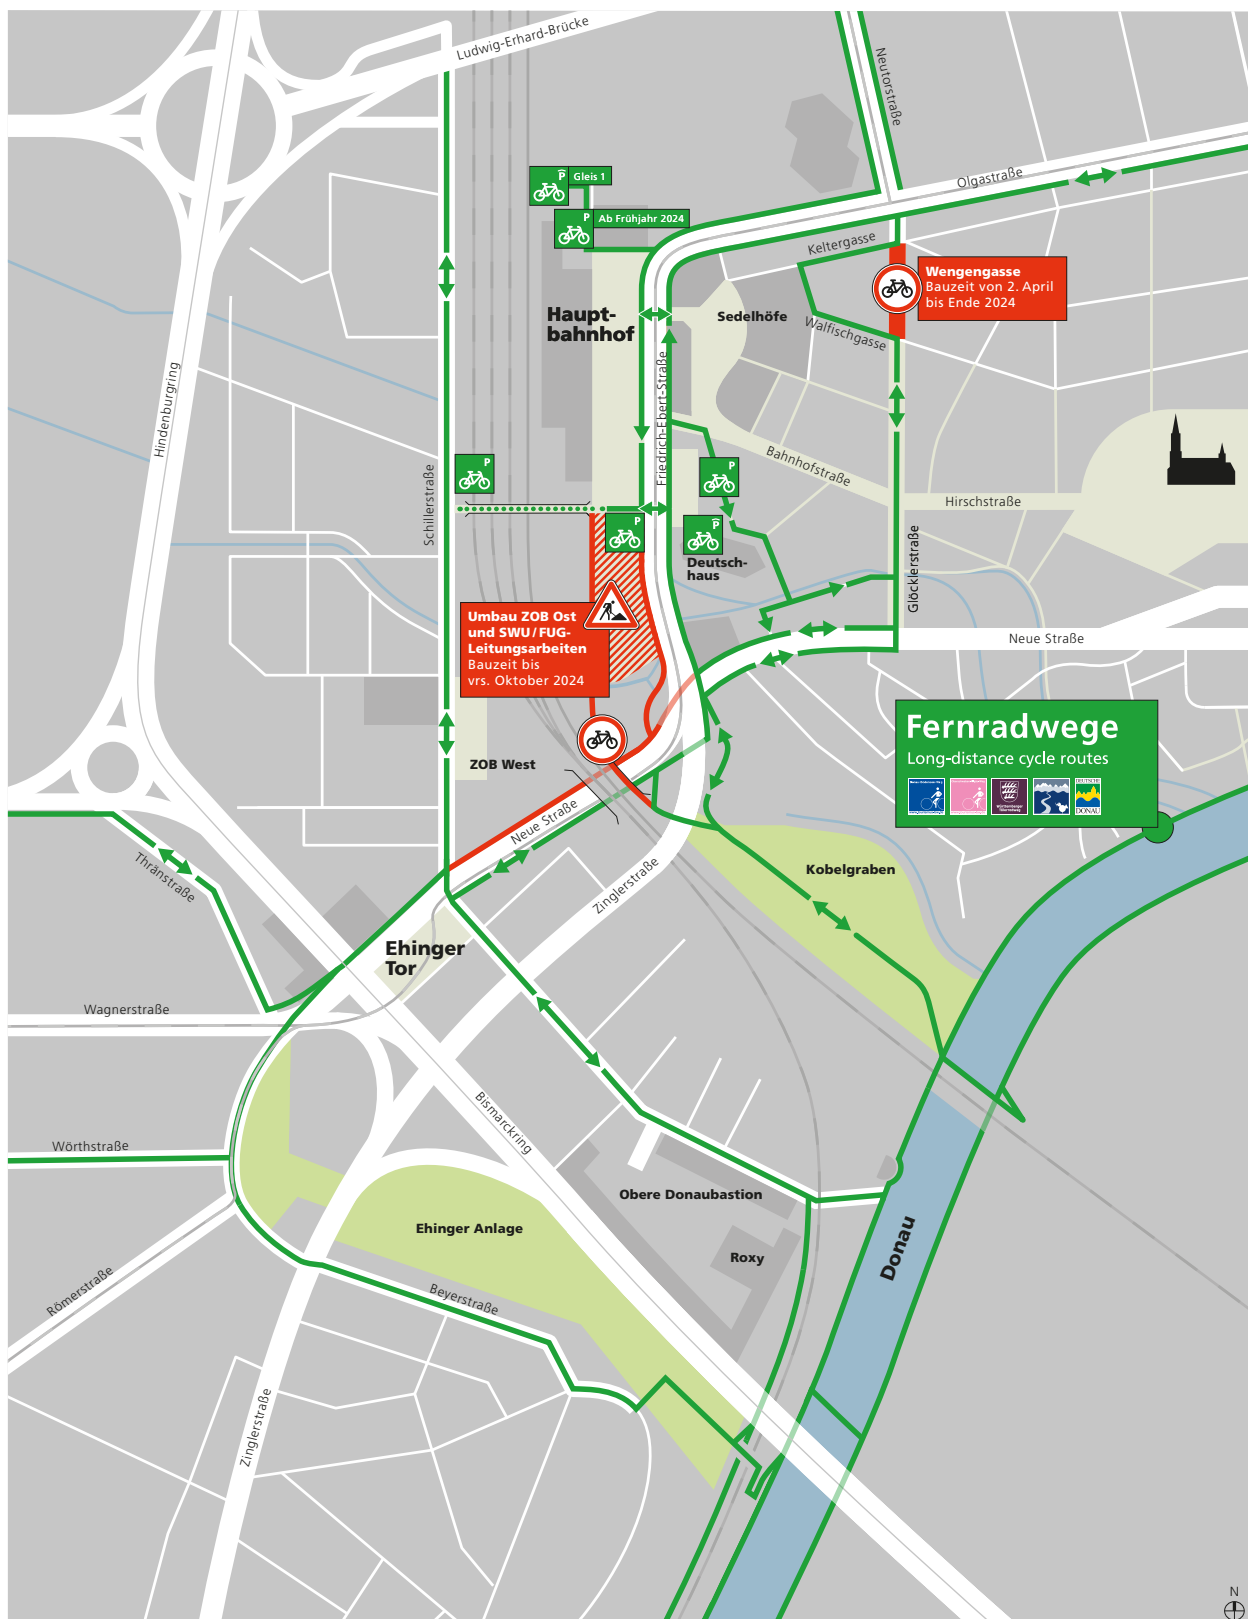 Ludwig-Erhard-Brücke
Neutorstraße
Olgastraße
P
Gleis 1
P
Ab Frühjahr 2024
Keltergasse
Wengengasse
Bauzeit von 2. April
bis Ende 2024
Haupt-
bahnhof
Sedelhöfe
Walfischgasse
Hindenburgring
Friedrich-Ebert-Straße
Schillerstraße
P
P
Bahnhofstraße
Hirschstraße
P
P
Deutsch-
haus
Glöcklerstraße
Umbau ZOB Ost
und SWU/FUG-
Leitungsarbeiten
Bauzeit bis
vrs. Oktober 2024
Neue Straße
Fernradwege
Long-distance cycle routes
DEUTSCHE
DONAU
ZOB West
Neue Straße
Thränstraße
Zinglerstraße
Kobelgraben
Ehinger
Tor
Wagnerstraße
Bismarckring
Wörthstraße
Obere Donaubastion
Ehinger Anlage
Roxy
Donau
Römerstraße
Beyerstraße
Zinglerstraße
N